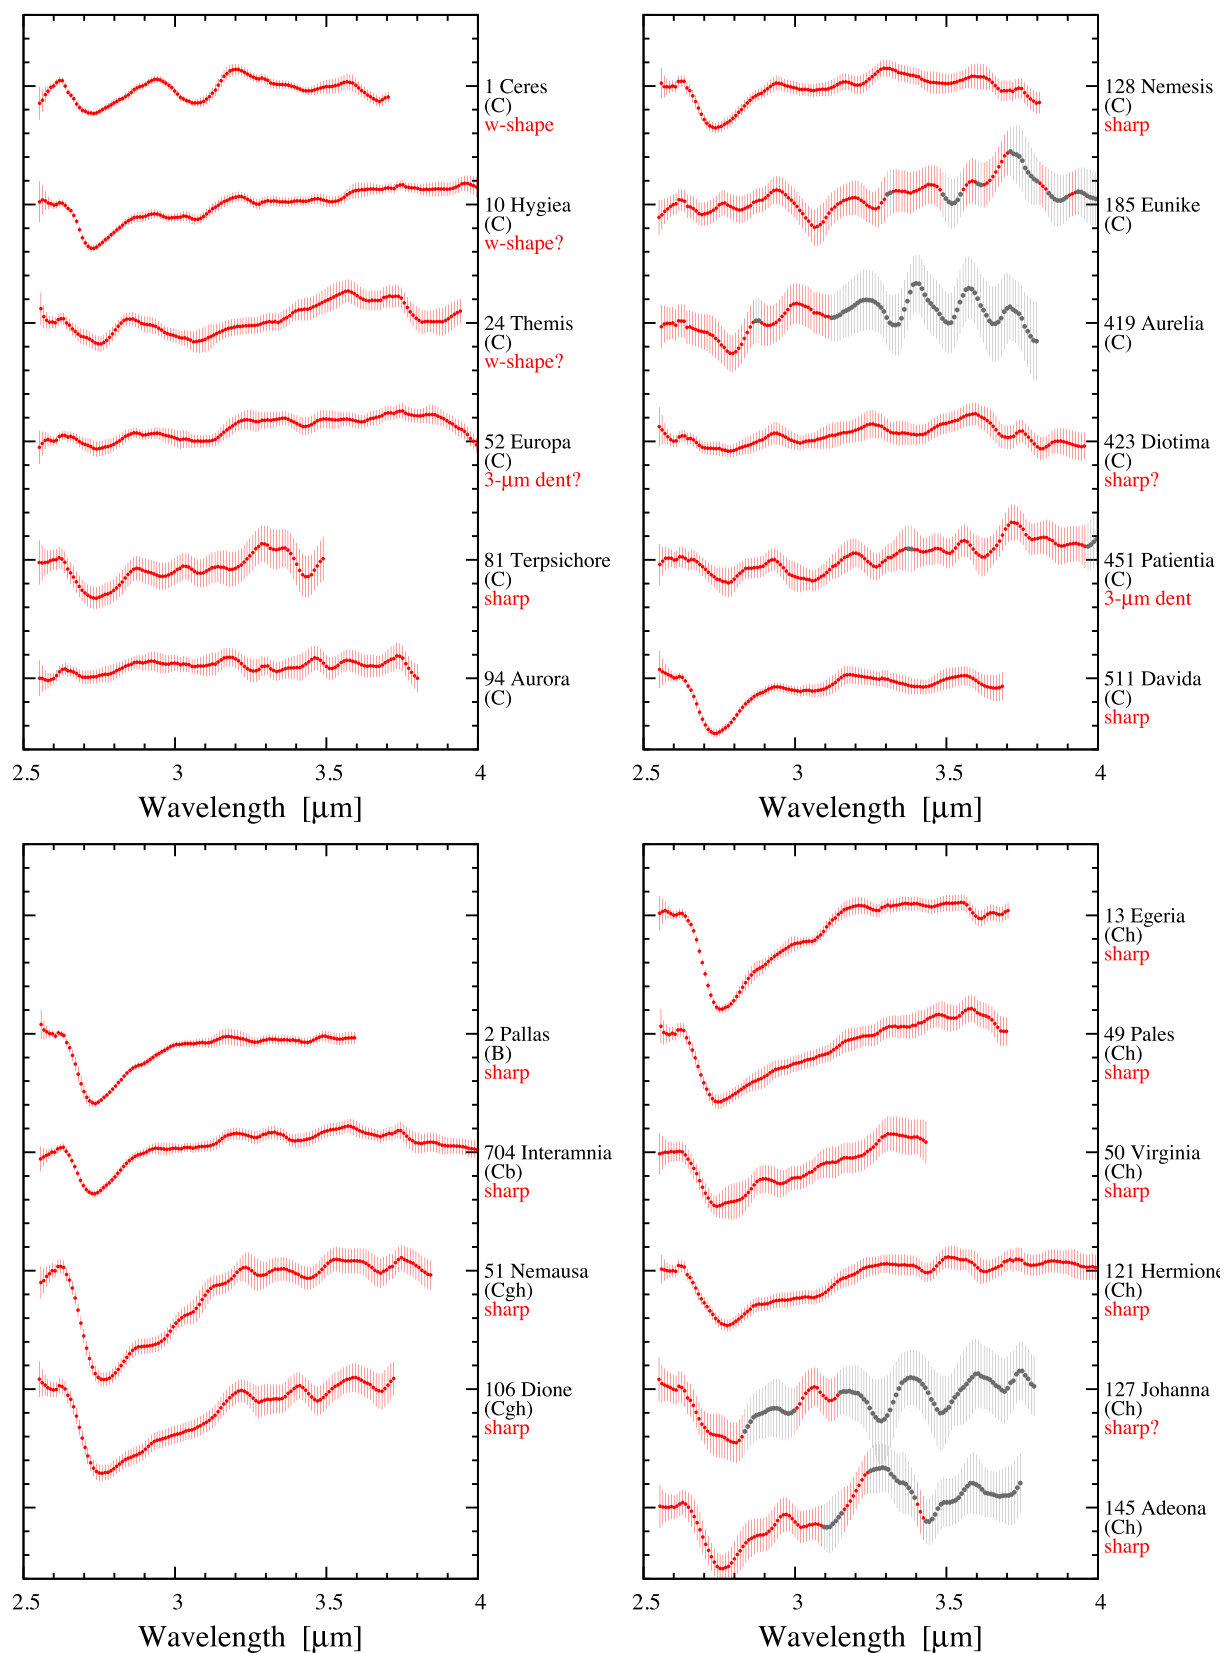 1 Ceres
(C)
w-shape
10 Hygiea
(C)
w-shape?
24 Themis
(C)
w-shape?
52 Europa
(C)
3-μm dent?
81 Terpsichore
(C)
sharp
94 Aurora
(C)
2.5 3 3.5 4
Wavelength [μm]
128 Nemesis
(C)
sharp
185 Eunike
(C)
419 Aurelia
(C)
423 Diotima
(C)
sharp?
451 Patientia
(C)
3-μm dent
511 Davida
(C)
sharp
2.5 3 3.5 4
Wavelength [μm]
2 Pallas
(B)
sharp
704 Interamnia
(Cb)
sharp
51 Nemausa
(Cgh)
sharp
106 Dione
(Cgh)
sharp
2.5 3 3.5 4
Wavelength [μm]
13 Egeria
(Ch)
sharp
49 Pales
(Ch)
sharp
50 Virginia
(Ch)
sharp
121 Hermione
(Ch)
sharp
127 Johanna
(Ch)
sharp?
145 Adeona
(Ch)
sharp
2.5 3 3.5 4
Wavelength [μm]